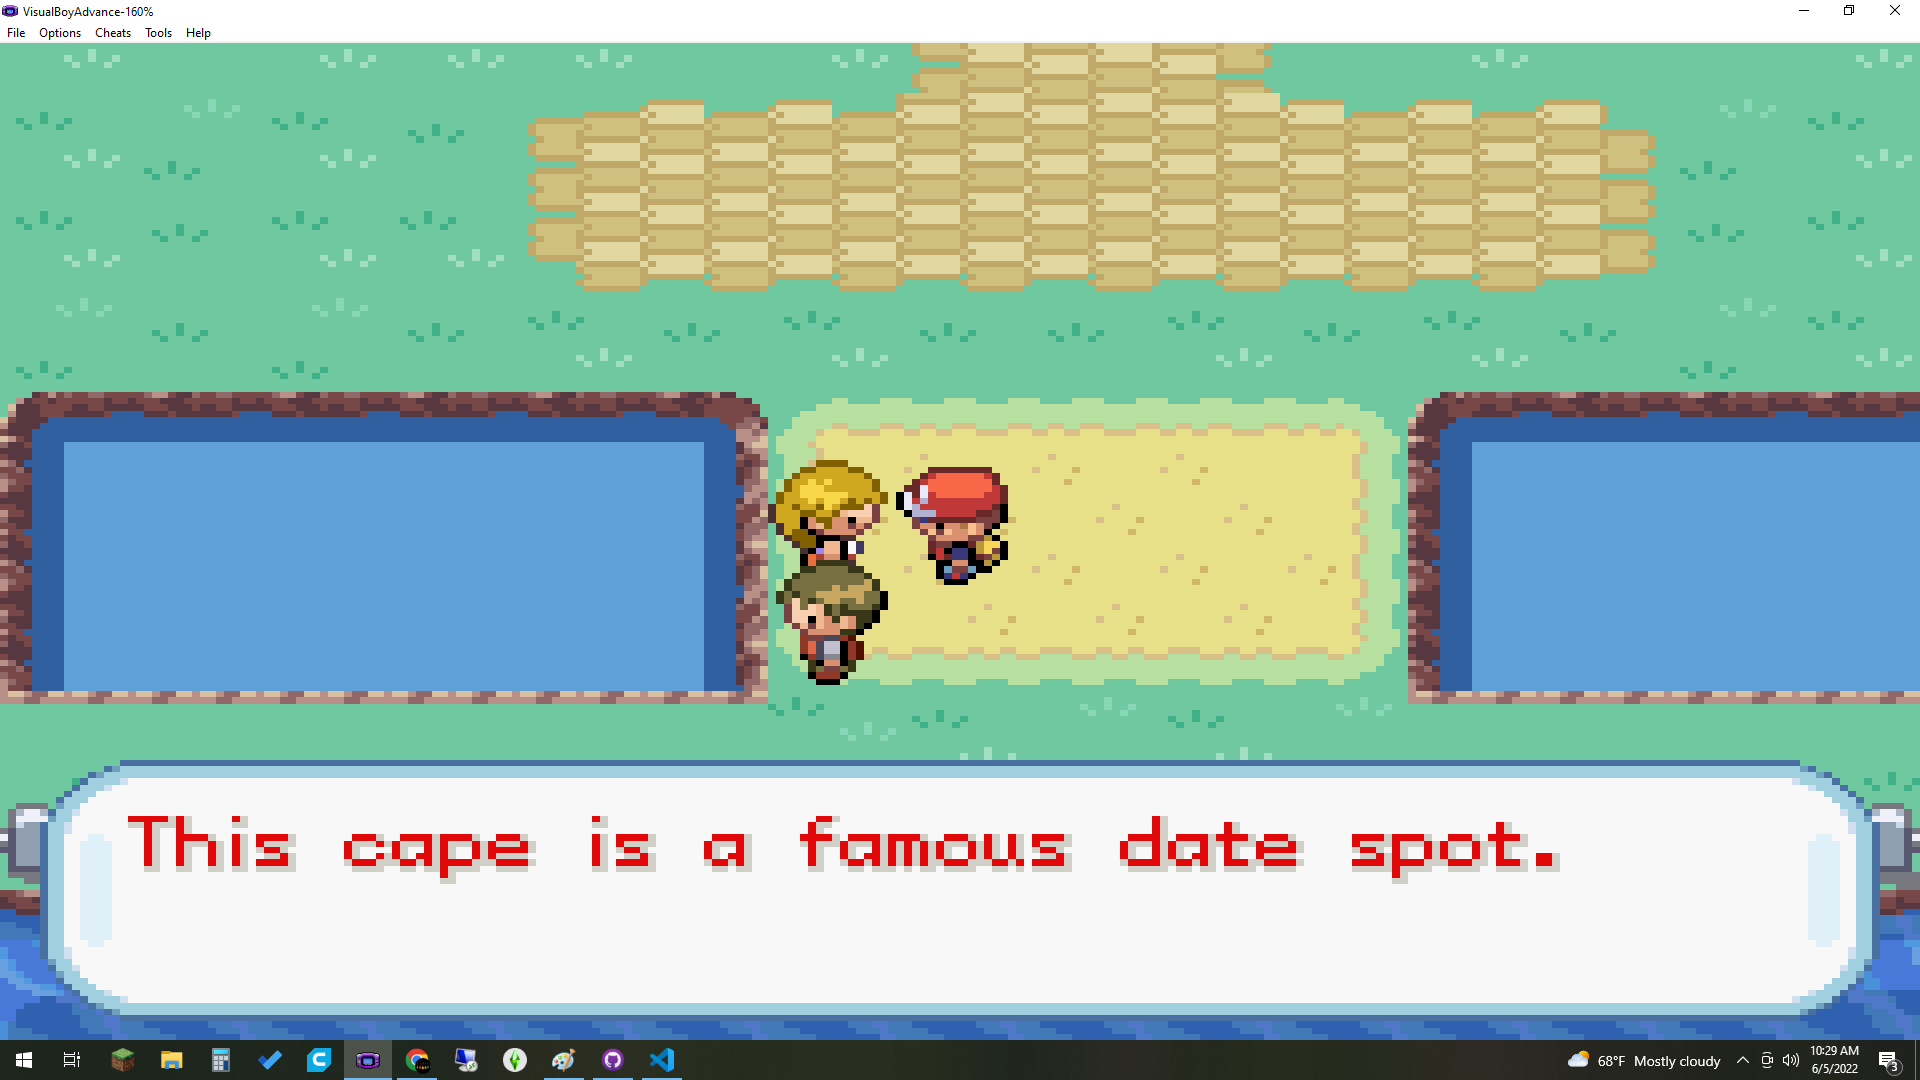 VisualBoyAdvance-160%
File Options Cheats Tools Help
This cape is a famous date spot.
68°F Mostly cloudy
10:29 AM
6/5/2022
3